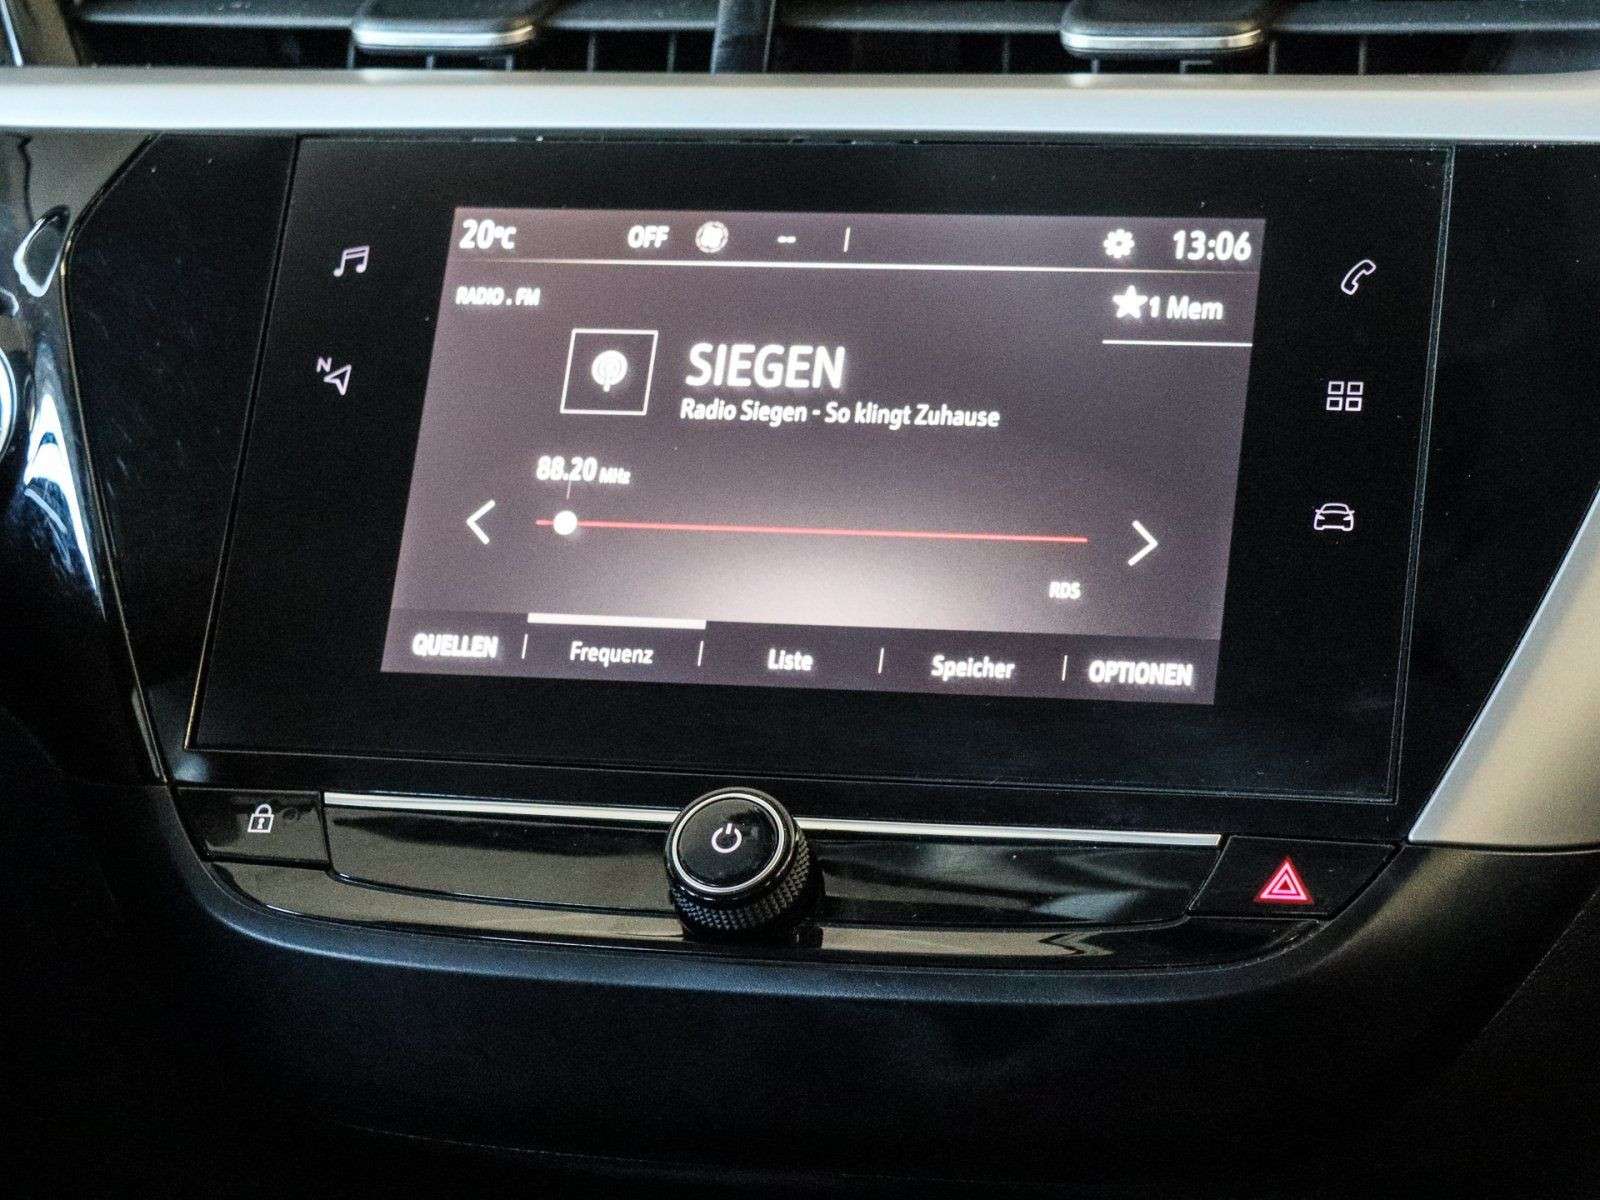 20°C OFF -- 13:06
RADIO . FM
1 Mem
SIEGEN
Radio Siegen - So klingt Zuhause
88.20 MHz
N
RDS
QUELLEN Frequenz Liste Speicher OPTIONEN